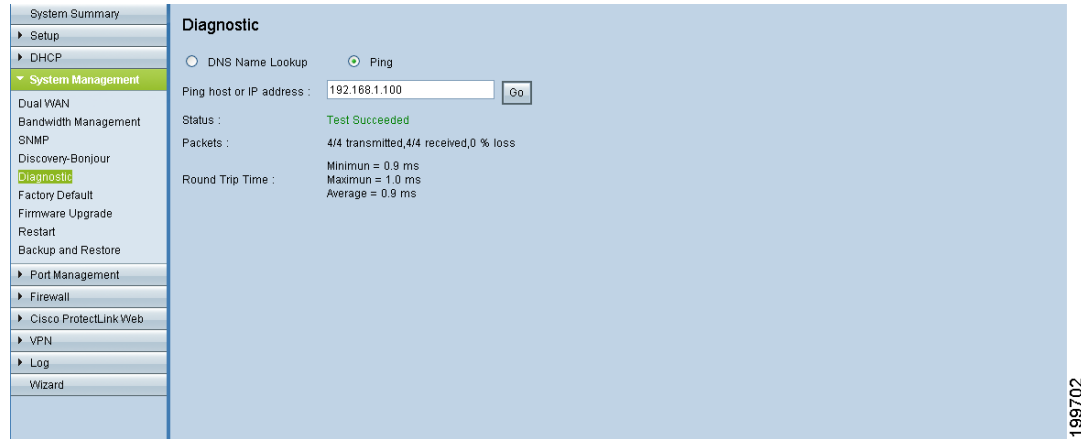 System Summary
Setup
DHCP
System Management
Dual WAN
Bandwidth Management
SNMP
Discovery-Bonjour
Diagnostic
Factory Default
Firmware Upgrade
Restart
Backup and Restore
Port Management
Firewall
Cisco ProtectLink Web
VPN
Log
Wizard
Diagnostic
DNS Name Lookup Ping
Ping host or IP address : 192.168.1.100 Go
Status : Test Succeeded
Packets : 4/4 transmitted,4/4 received,0 % loss
Round Trip Time : Minimun = 0.9 ms
Maximun = 1.0 ms
Average = 0.9 ms
199702